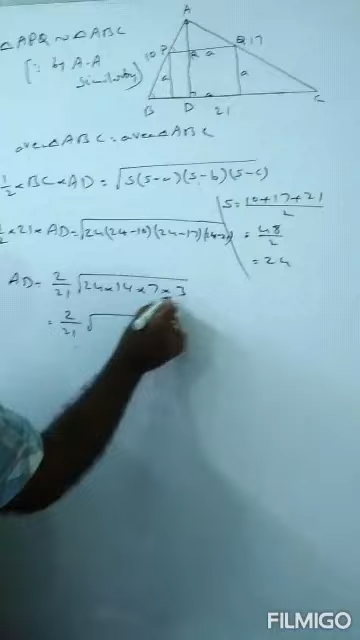 △APQ ~ △ABC
[∵ by A-A
similarity]
A
10 P R a Q 17
a a
B D a C
21
area △ABC = area △ABC
1/2 × BC × AD = √S(S-a)(S-b)(S-c)
S = 10+17+21/2
1/2 × 21 × AD = √24(24-10)(24-17)(24-21)
= 48/2
= 24
AD = 2/21 √24×14×7×3
= 2/21 √
FILMIGO